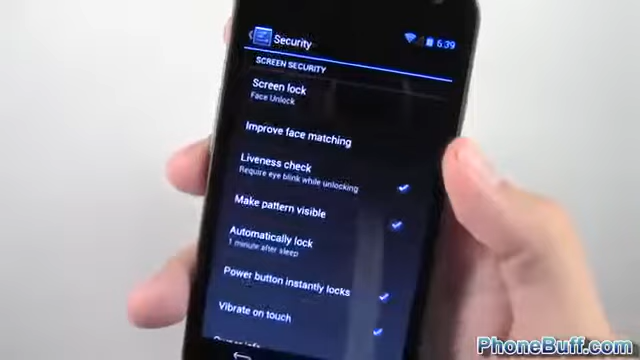 Security
6:39
SCREEN SECURITY
Screen lock
Face Unlock
Improve face matching
Liveness check
Require eye blink while unlocking
Make pattern visible
Automatically lock
1 minute after sleep
Power button instantly locks
Vibrate on touch
PhoneBuff.com